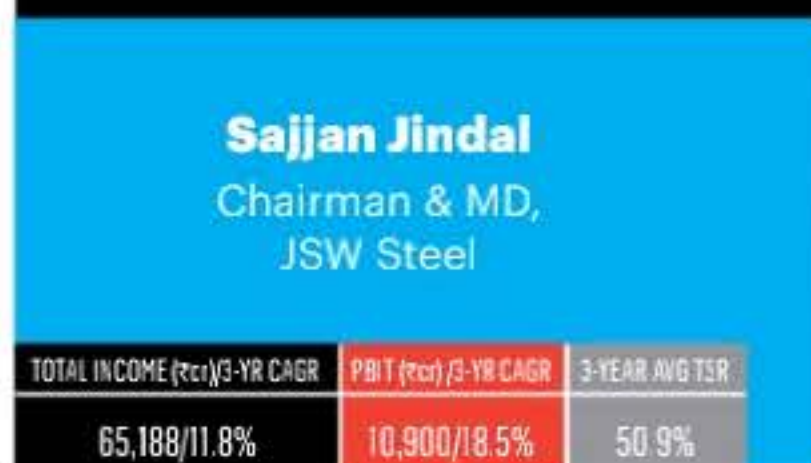 Sajjan Jindal
Chairman & MD,
JSW Steel
TOTAL INCOME (₹cr)/3-YR CAGR PBIT (₹cr)/3-YR CAGR 3-YEAR AVG TSR
65,188/11.8% 10,900/18.5% 50.9%